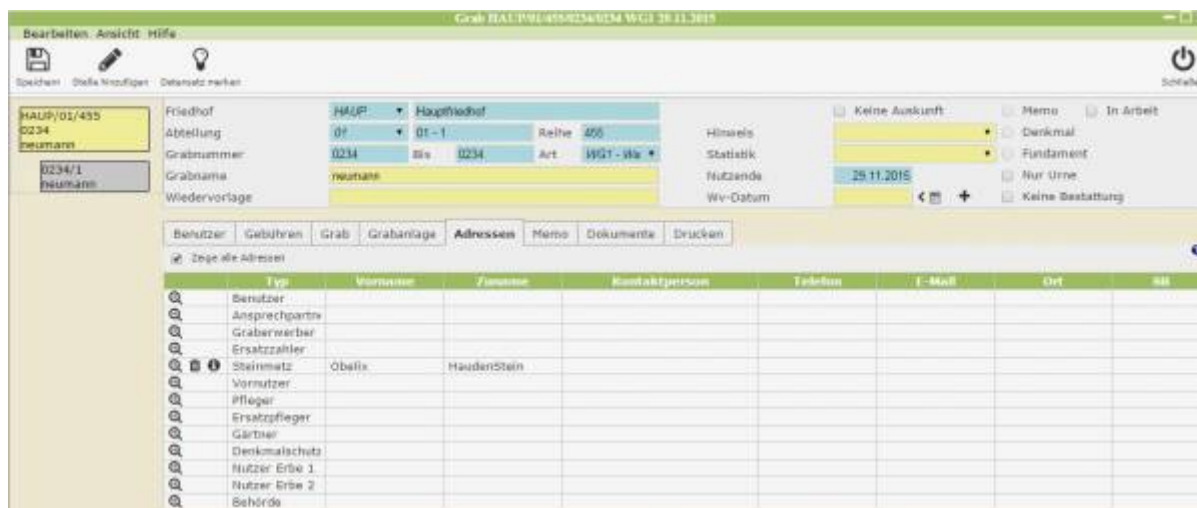 Grab HAUP/01/455/0234/0234 WG1 29.11.2015
Bearbeiten Ansicht Hilfe
Speichern Stelle hinzufügen Datensatz merken
HAUP/01/455
0234
neumann
0234/1
neumann
Friedhof HAUP Hauptfriedhof Keine Auskunft Memo In Arbeit
Abteilung 01 01 - 1 Reihe 455 Hinweis Denkmal
Grabnummer 0234 Bis 0234 Art WG1 - Wa Statistik Fundament
Grabname neumann Nutzende 29.11.2015 Nur Urne
Wiedervorlage Wv-Datum Keine Bestattung
Benutzer Gebühren Grab Grabanlage Adressen Memo Dokumente Drucken
Zeige alle Adressen
Typ Vorname Zuname Kontaktperson Telefon E-Mail Ort
Benutzer
Ansprechpartne
Graberwerber
Ersatzzahler
Steinmetz Obelix HaudenStein
Vornutzer
Pfleger
Ersatzpfleger
Gärtner
Denkmalschutz
Nutzer Erbe 1
Nutzer Erbe 2
Behörde